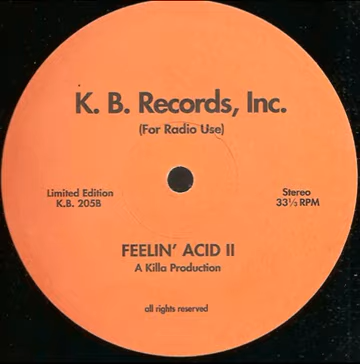 K. B. Records, Inc.
(For Radio Use)
Limited Edition
K.B. 205B
Stereo
33⅓ RPM
FEELIN' ACID II
A Killa Production
all rights reserved